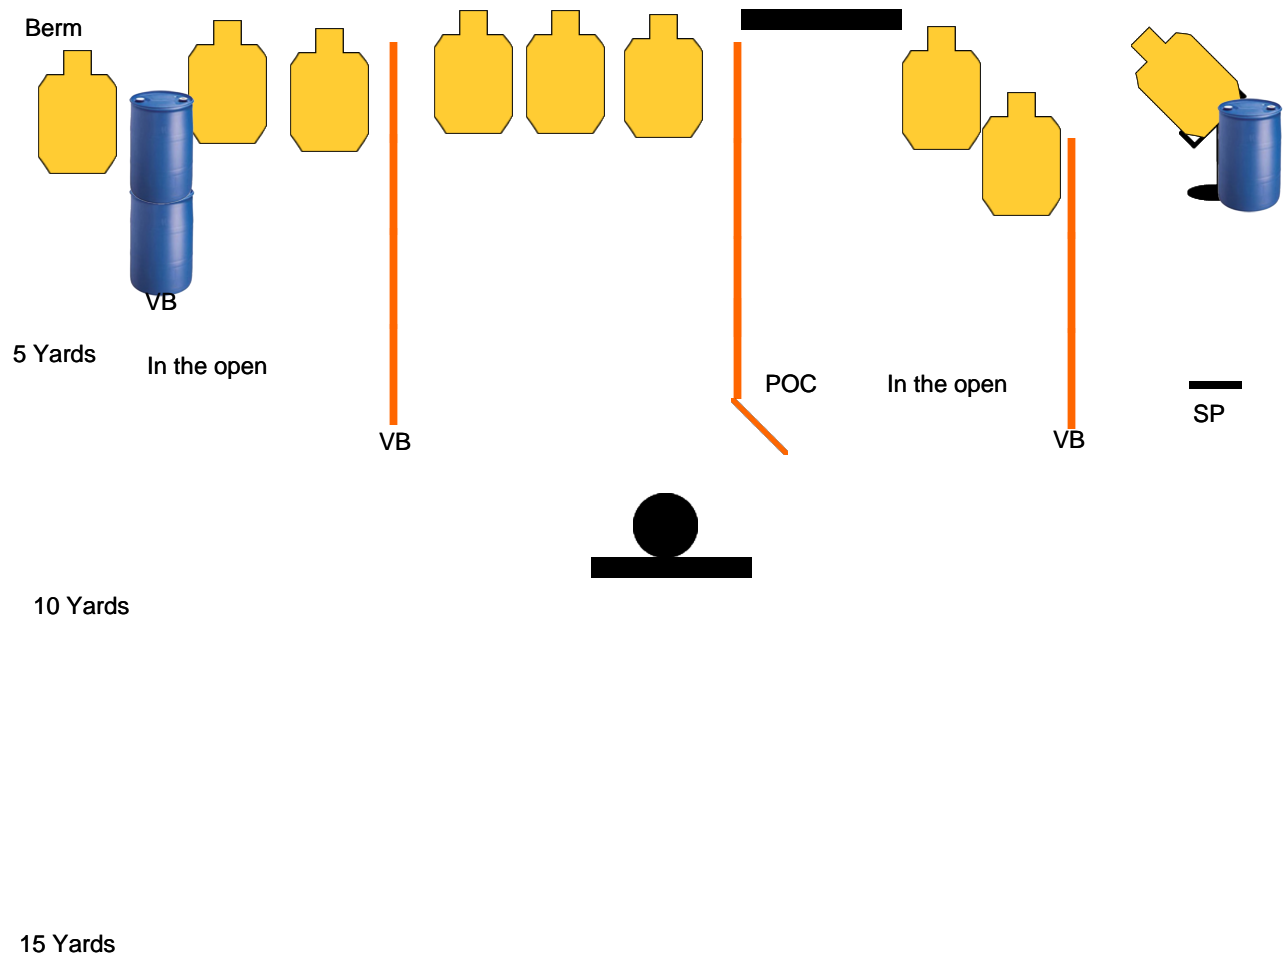 Berm
VB
5 Yards
In the open
POC
In the open
SP
VB
VB
10 Yards
15 Yards